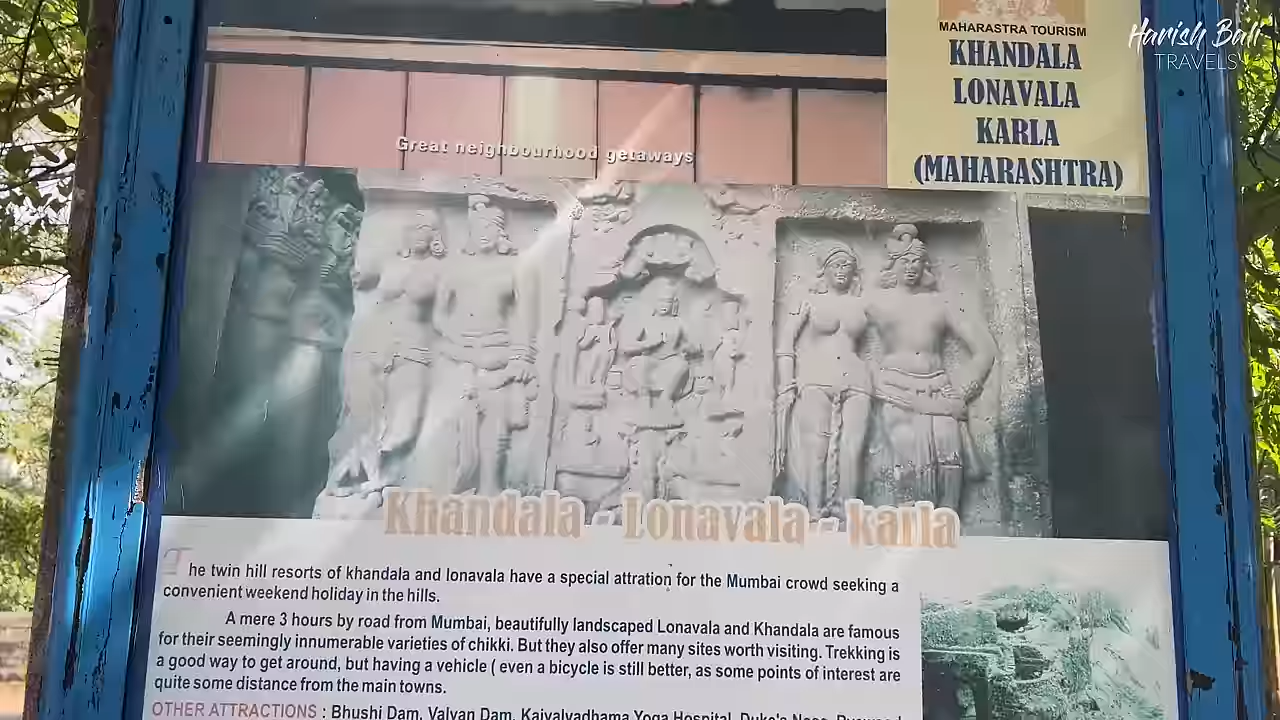 MAHARASTRA TOURISM
KHANDALA
LONAVALA
KARLA
(MAHARASHTRA)
Harish Bali
TRAVELS
Great neighbourhood getaways
Khandala - Lonavala - karla
The twin hill resorts of khandala and lonavala have a special attration for the Mumbai crowd seeking a
convenient weekend holiday in the hills.
A mere 3 hours by road from Mumbai, beautifully landscaped Lonavala and Khandala are famous
for their seemingly innumerable varieties of chikki. But they also offer many sites worth visiting. Trekking is
a good way to get around, but having a vehicle ( even a bicycle is still better, as some points of interest are
quite some distance from the main towns.
OTHER ATTRACTIONS : Bhushi Dam, Valvan Dam, Kaivalyadhama Yoga Hospital, Duke's Nose,